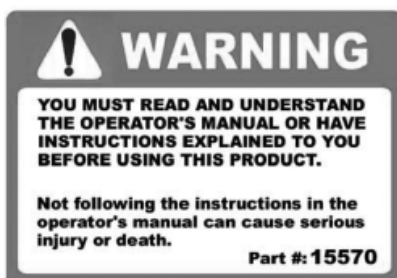 WARNING
YOU MUST READ AND UNDERSTAND
THE OPERATOR'S MANUAL OR HAVE
INSTRUCTIONS EXPLAINED TO YOU
BEFORE USING THIS PRODUCT.
Not following the instructions in the
operator's manual can cause serious
injury or death.
Part #: 15570